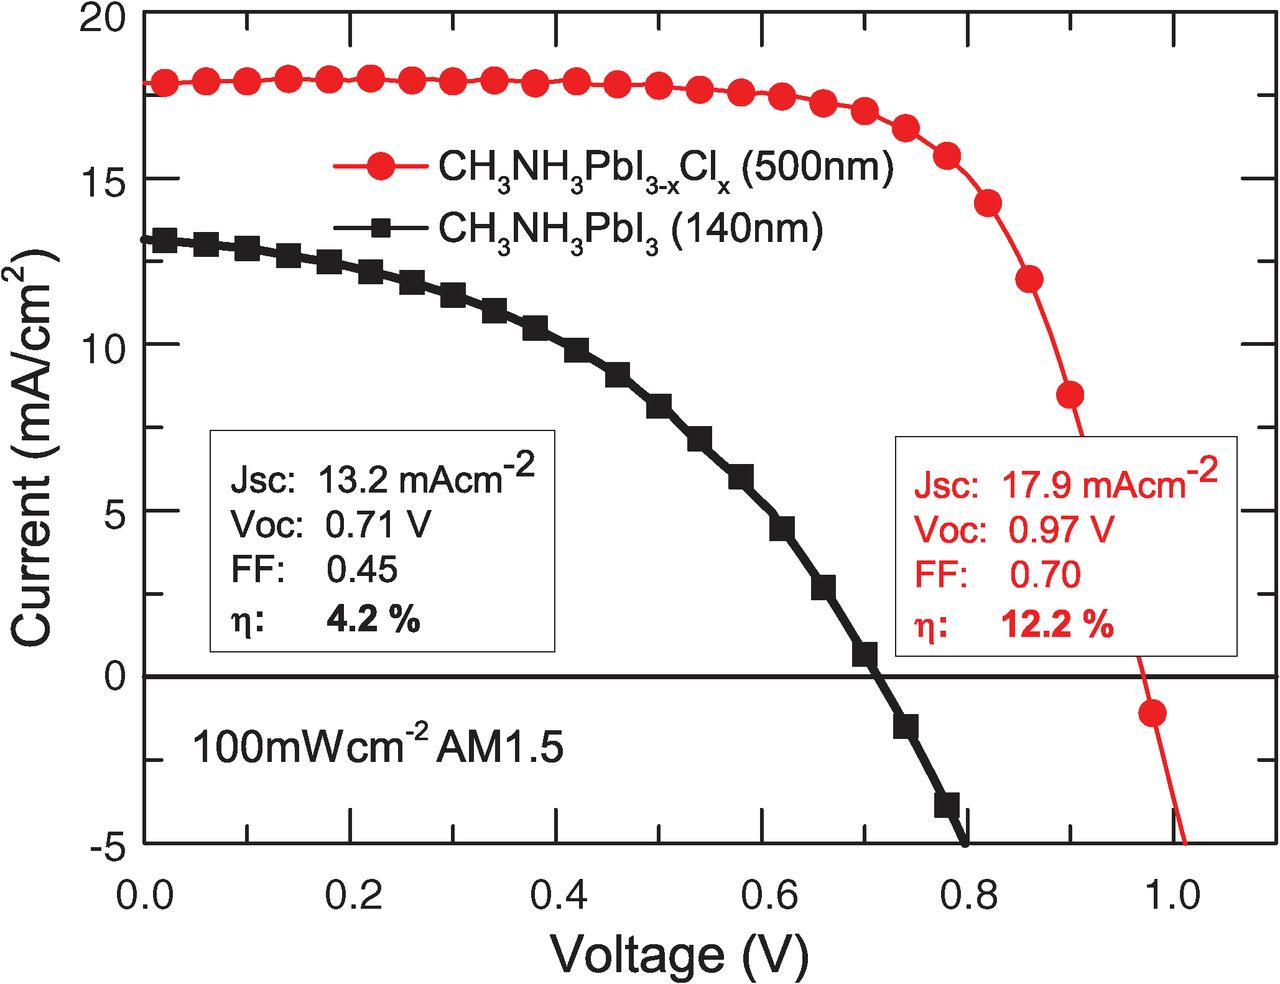 20
15
10
5
0
-5
Current (mA/cm²)
CH₃NH₃PbI₃₋ₓClₓ (500nm)
CH₃NH₃PbI₃ (140nm)
Jsc: 13.2 mAcm⁻²
Voc: 0.71 V
FF: 0.45
η: 4.2 %
Jsc: 17.9 mAcm⁻²
Voc: 0.97 V
FF: 0.70
η: 12.2 %
100mWcm⁻² AM1.5
0.0 0.2 0.4 0.6 0.8 1.0
Voltage (V)